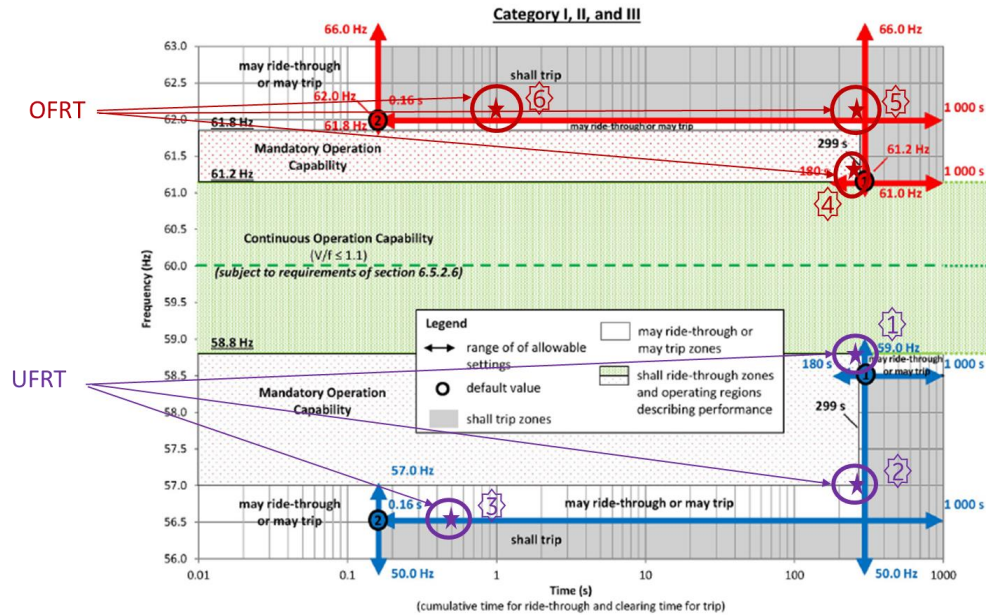 Category I, II, and III
66.0 Hz
66.0 Hz
63.0
62.5
62.0
61.5
61.0
60.5
60.0
59.5
59.0
58.5
58.0
57.5
57.0
56.5
56.0
Frequency (Hz)
may ride-through
or may trip
shall trip
6
5
OFRT
62.0 Hz
0.16 s
2
1 000 s
61.8 Hz
61.8 Hz
may ride-through or may trip
Mandatory Operation
Capability
299 s
61.2 Hz
61.2 Hz
180 s
1
1 000 s
4
61.0 Hz
Continuous Operation Capability
(V/f ≤ 1.1)
(subject to requirements of section 6.5.2.6)
Legend
range of of allowable
settings
default value
shall trip zones
may ride-through or
may trip zones
shall ride-through zones
and operating regions
describing performance
1
58.8 Hz
59.0 Hz
may ride-through
or may trip
180 s
1
1 000 s
UFRT
Mandatory Operation
Capability
299 s
2
57.0 Hz
3
may ride-through
or may trip
0.16 s
may ride-through or may trip
2
1 000 s
shall trip
50.0 Hz
50.0 Hz
0.01
0.1
1
10
100
1000
Time (s)
(cumulative time for ride-through and clearing time for trip)